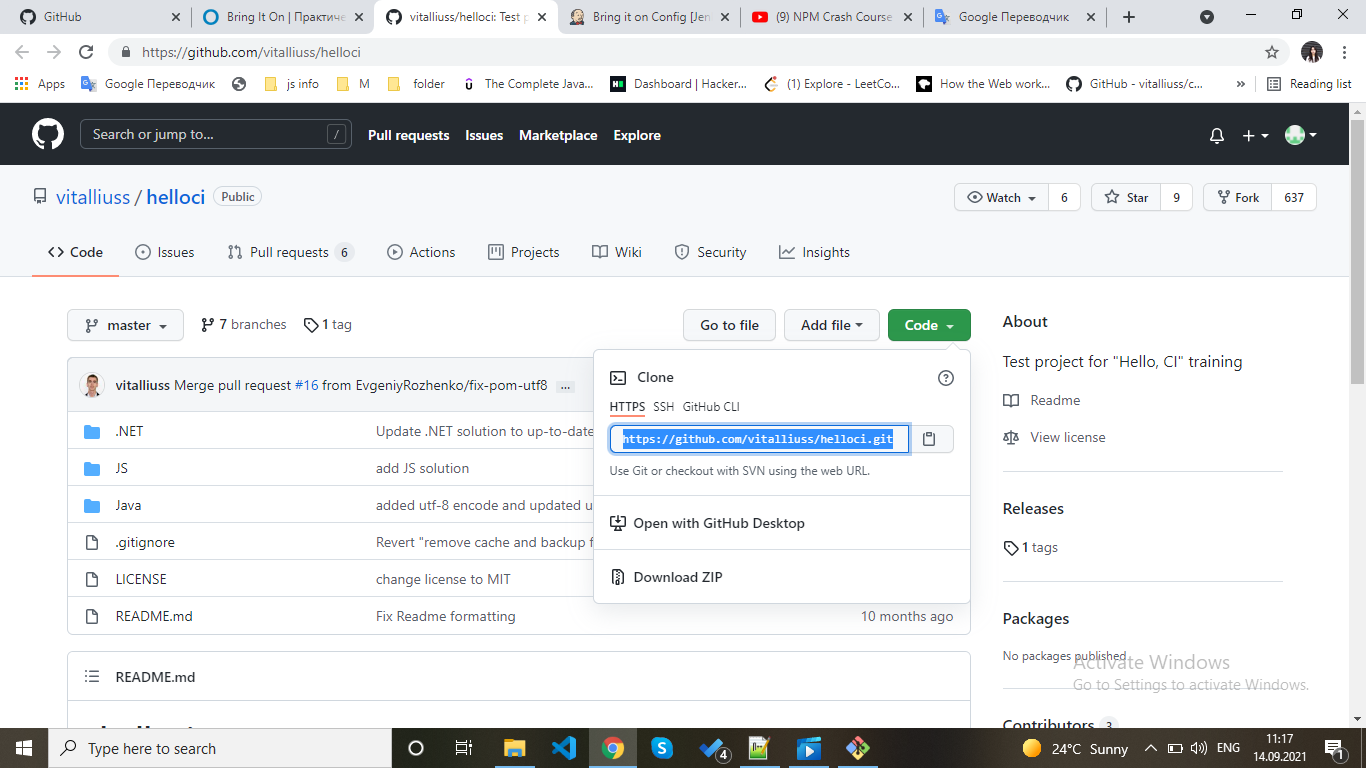 GitHub
Bring It On | Практиче
vitalliuss/helloci: Test p
Bring it on Config [Jen
(9) NPM Crash Course
Google Переводчик
https://github.com/vitalliuss/helloci
Apps
Google Переводчик
js info
M
folder
The Complete Java...
Dashboard | Hacker...
(1) Explore - LeetCo...
How the Web work...
GitHub - vitalliuss/c...
»
Reading list
Search or jump to...
/
Pull requests
Issues
Marketplace
Explore
vitalliuss / helloci
Public
Watch
6
Star
9
Fork
637
Code
Issues
Pull requests 6
Actions
Projects
Wiki
Security
Insights
master
7 branches
1 tag
Go to file
Add file
Code
About
Test project for "Hello, CI" training
Readme
View license
vitalliuss Merge pull request #16 from EvgeniyRozhenko/fix-pom-utf8 ...
Clone
HTTPS SSH GitHub CLI
https://github.com/vitalliuss/helloci.git
Use Git or checkout with SVN using the web URL.
Open with GitHub Desktop
Download ZIP
.NET
Update .NET solution to up-to-date
JS
add JS solution
Java
added utf-8 encode and updated u
.gitignore
Revert "remove cache and backup f
LICENSE
change license to MIT
README.md
Fix Readme formatting
10 months ago
Releases
1 tags
Packages
No packages published
Activate Windows
Go to Settings to activate Windows.
Contributors 3
README.md
Type here to search
4
24°C Sunny
ENG
11:17
14.09.2021
1